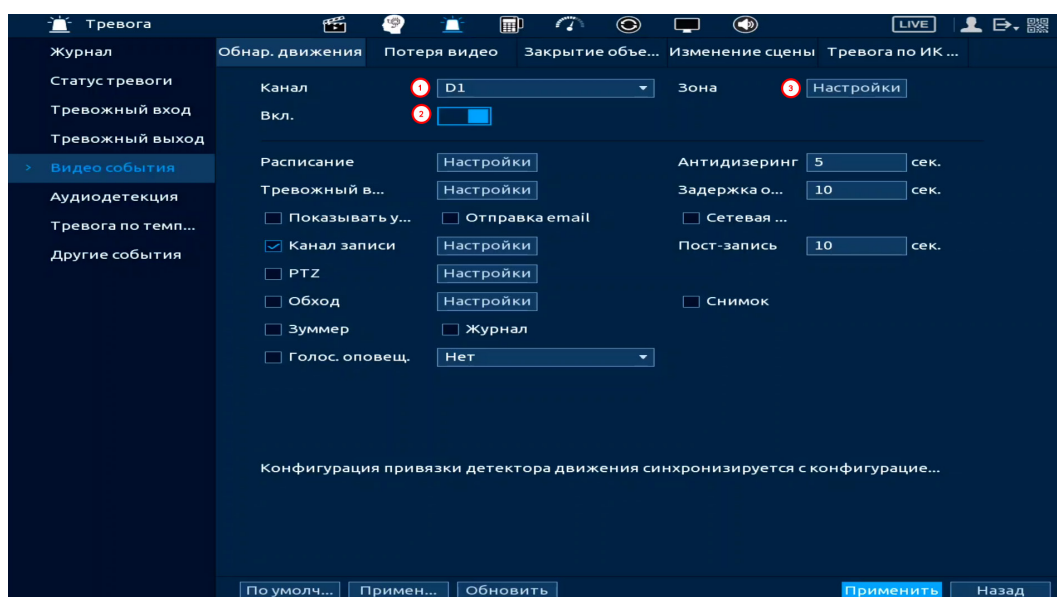 Тревога
LIVE
Журнал
Статус тревоги
Тревожный вход
Тревожный выход
Видео события
Аудиодетекция
Тревога по темп...
Другие события
Обнар. движения Потеря видео Закрытие объе... Изменение сцены Тревога по ИК ...
Канал 1 D1 Зона 3 Настройки
Вкл. 2
Расписание Настройки Антидизеринг 5 сек.
Тревожный в... Настройки Задержка о... 10 сек.
Показывать у... Отправка email Сетевая ...
Канал записи Настройки Пост-запись 10 сек.
PTZ Настройки
Обход Настройки Снимок
Зуммер Журнал
Голос. оповещ. Нет
Конфигурация привязки детектора движения синхронизируется с конфигурацие...
По умолч... Примен... Обновить Применить Назад